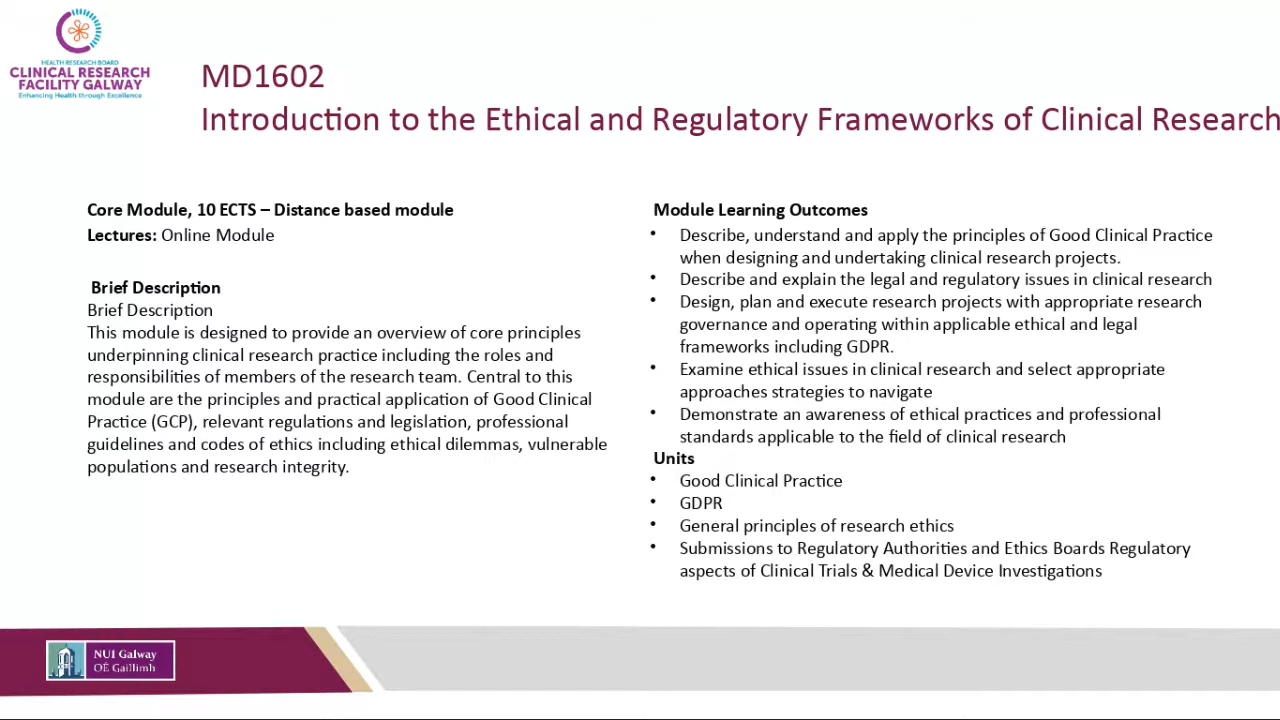 HEALTH RESEARCH BOARD
CLINICAL RESEARCH
FACILITY GALWAY
Enhancing Health through Excellence
MD1602
Introduction to the Ethical and Regulatory Frameworks of Clinical Research
Core Module, 10 ECTS – Distance based module
Lectures: Online Module
Brief Description
Brief Description
This module is designed to provide an overview of core principles
underpinning clinical research practice including the roles and
responsibilities of members of the research team. Central to this
module are the principles and practical application of Good Clinical
Practice (GCP), relevant regulations and legislation, professional
guidelines and codes of ethics including ethical dilemmas, vulnerable
populations and research integrity.
Module Learning Outcomes
• Describe, understand and apply the principles of Good Clinical Practice
when designing and undertaking clinical research projects.
• Describe and explain the legal and regulatory issues in clinical research
• Design, plan and execute research projects with appropriate research
governance and operating within applicable ethical and legal
frameworks including GDPR.
• Examine ethical issues in clinical research and select appropriate
approaches strategies to navigate
• Demonstrate an awareness of ethical practices and professional
standards applicable to the field of clinical research
Units
• Good Clinical Practice
• GDPR
• General principles of research ethics
• Submissions to Regulatory Authorities and Ethics Boards Regulatory
aspects of Clinical Trials & Medical Device Investigations
NUI Galway
OÉ Gaillimh